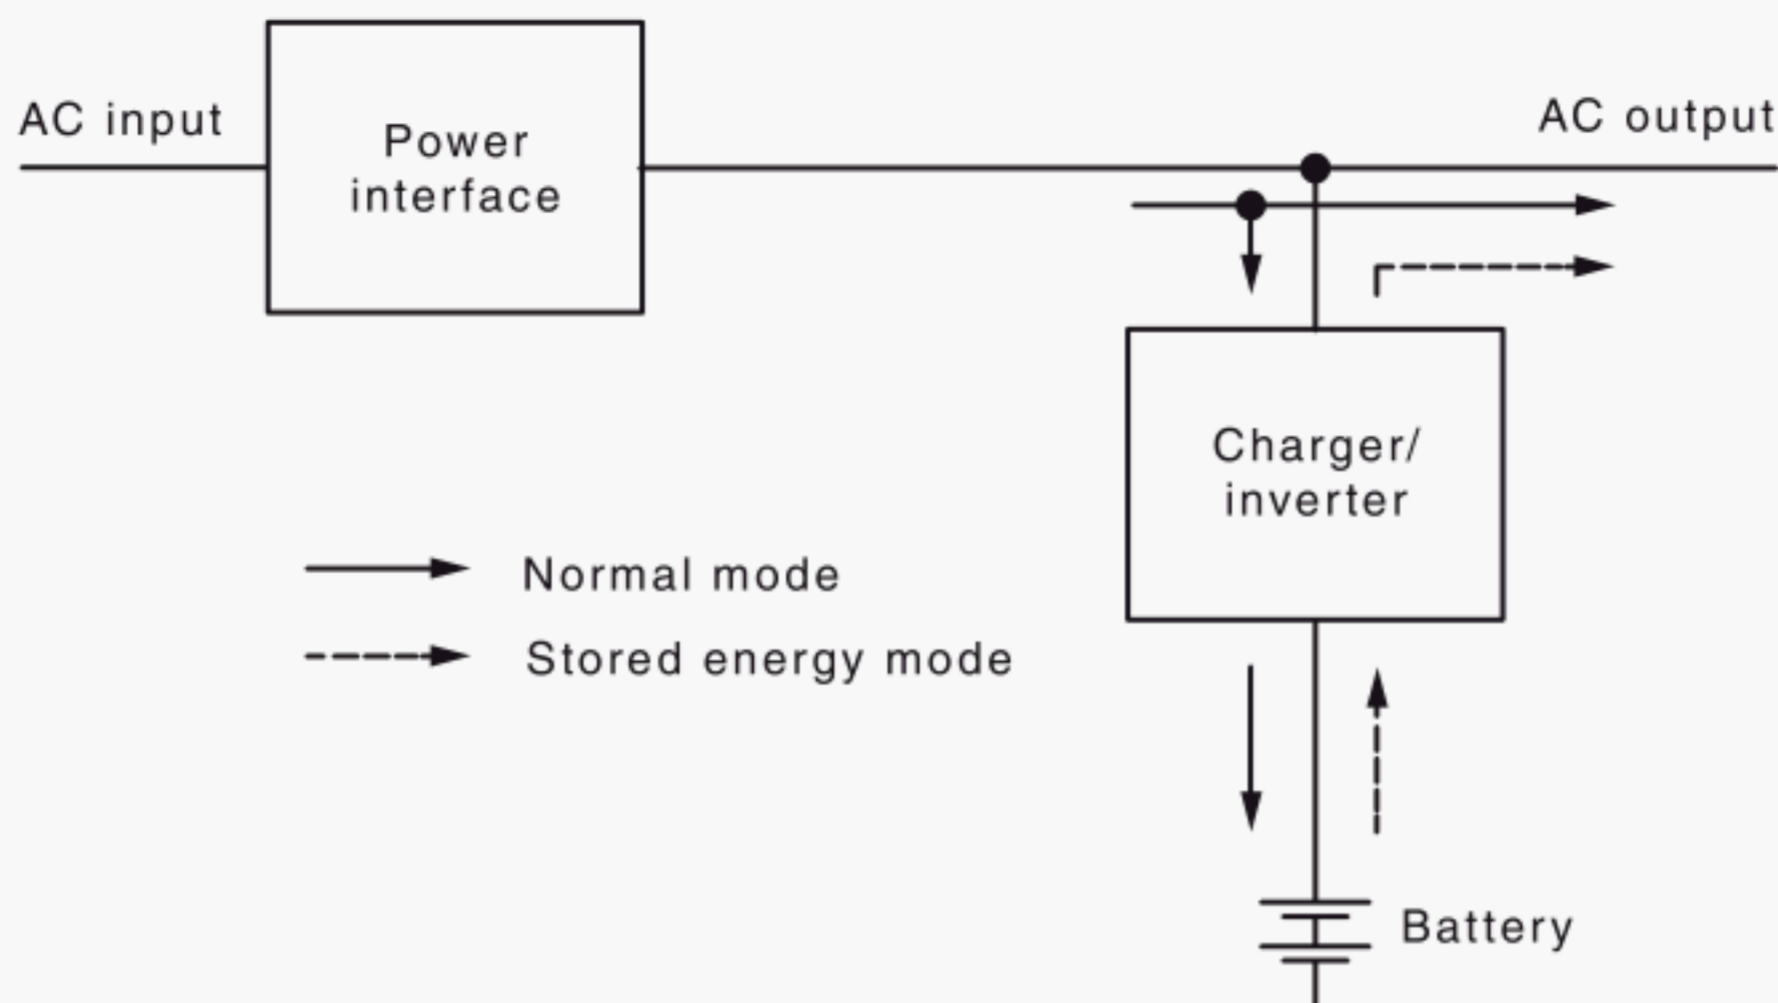 AC input
Power
interface
AC output
Charger/
inverter
Normal mode
Stored energy mode
Battery